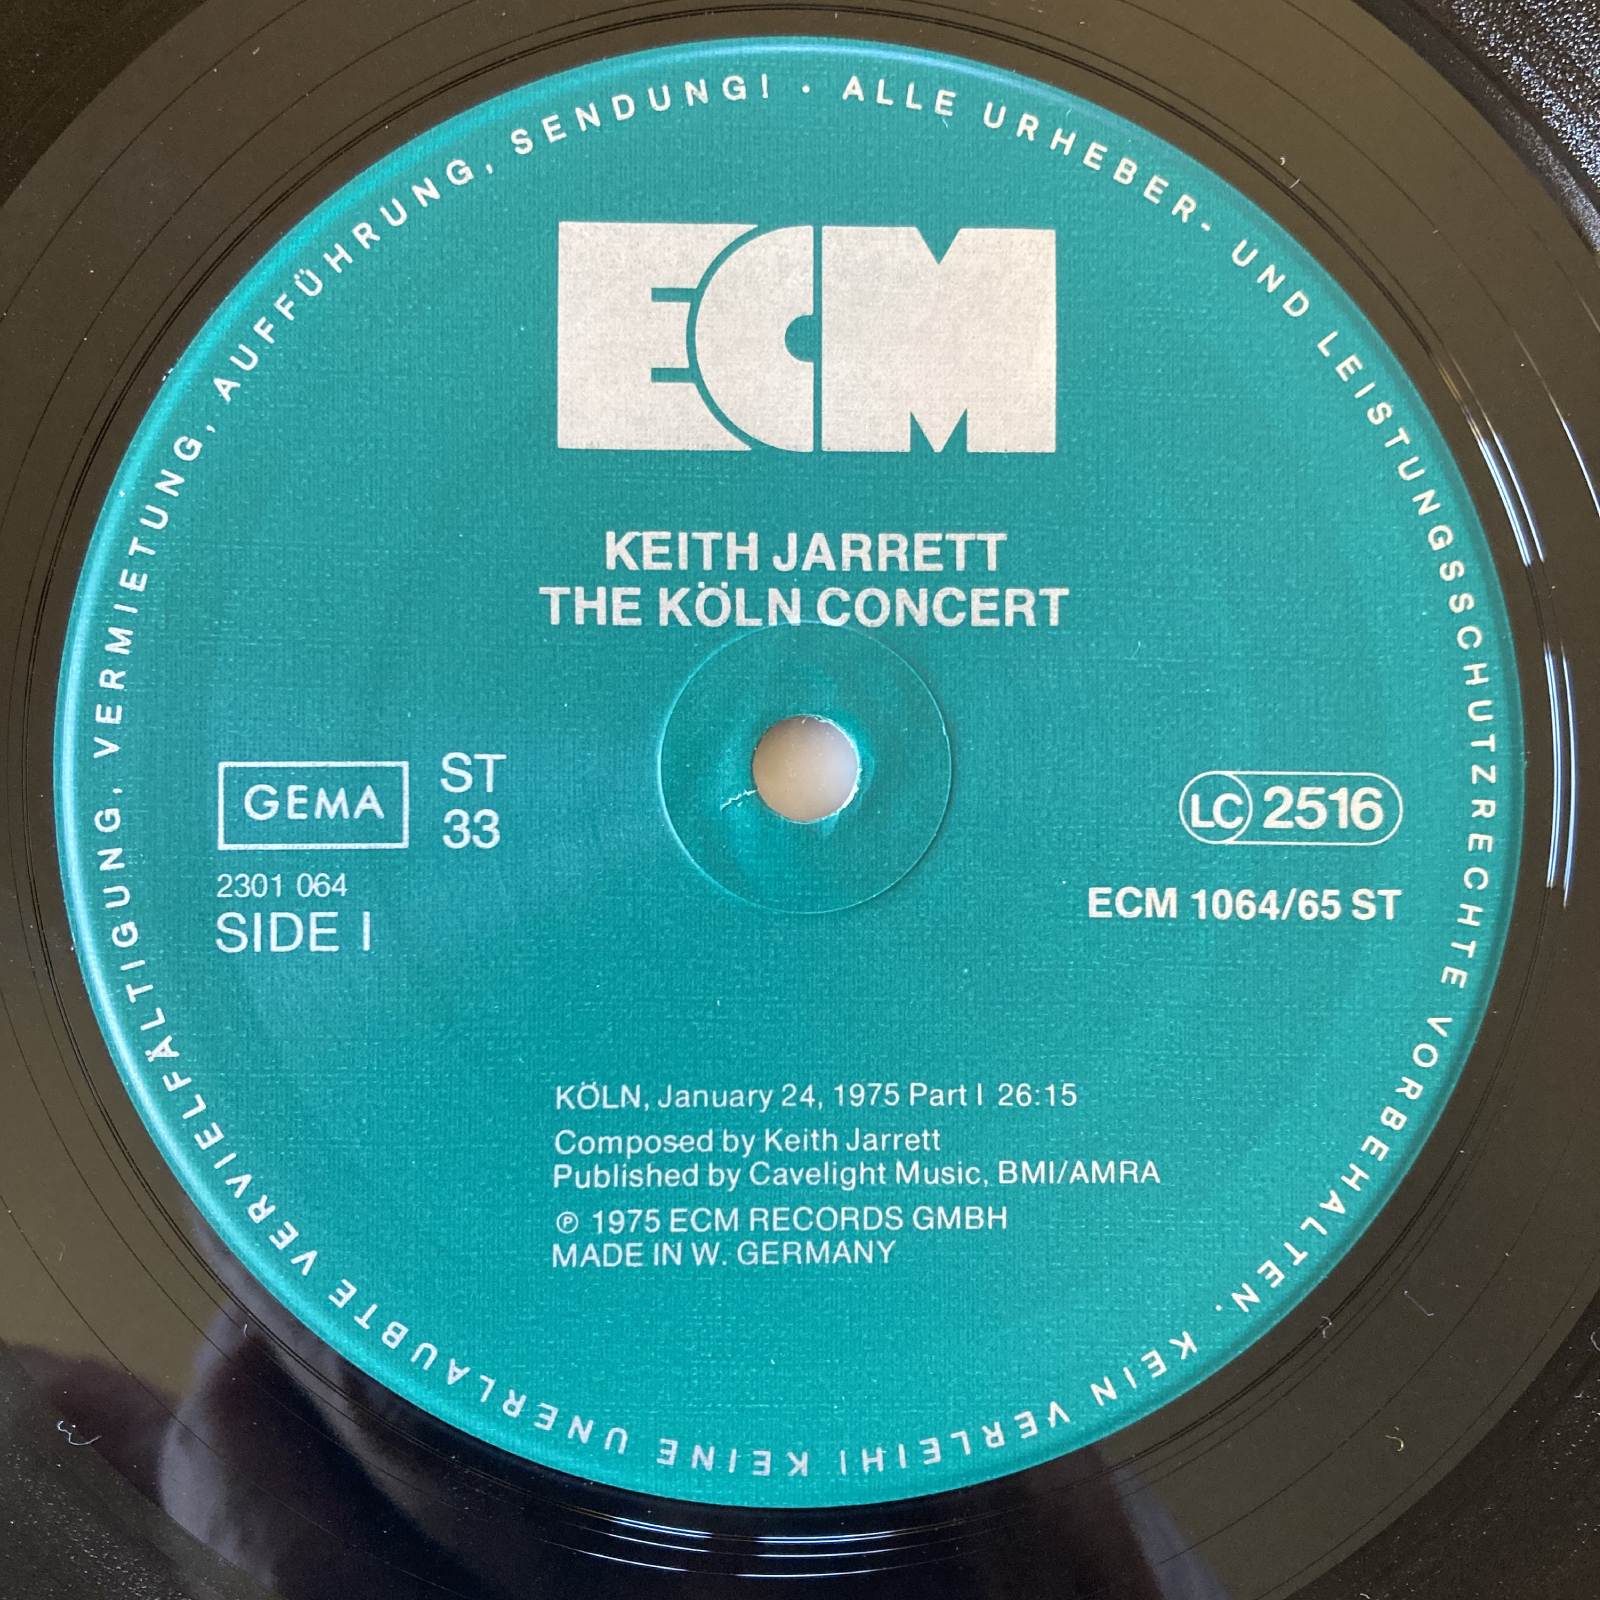 ALLE URHEBER- UND LEISTUNGSSCHUTZRECHTE VORBEHALTEN. KEIN VERLEIH! KEINE UNERLAUBTE VERVIELFÄLTIGUNG, VERMIETUNG, AUFFÜHRUNG, SENDUNG! ·
ECM
KEITH JARRETT
THE KÖLN CONCERT
GEMA
ST
33
2301 064
SIDE I
LC 2516
ECM 1064/65 ST
KÖLN, January 24, 1975 Part I 26:15
Composed by Keith Jarrett
Published by Cavelight Music, BMI/AMRA
℗ 1975 ECM RECORDS GMBH
MADE IN W. GERMANY